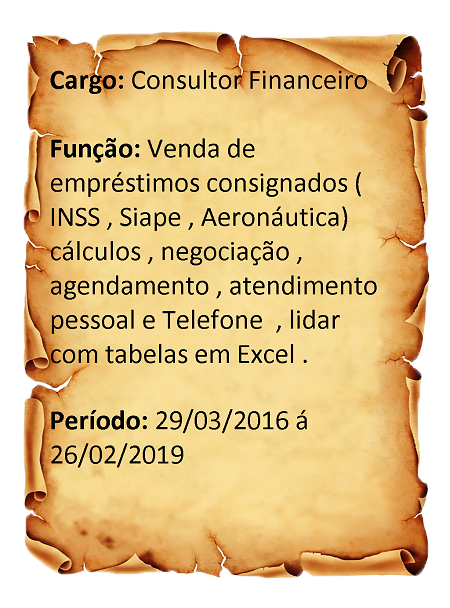 Cargo: Consultor Financeiro
Função: Venda de
empréstimos consignados (
INSS , Siape , Aeronáutica)
cálculos , negociação ,
agendamento , atendimento
pessoal e Telefone  , lidar
com tabelas em Excel .
Período: 29/03/2016 á
26/02/2019